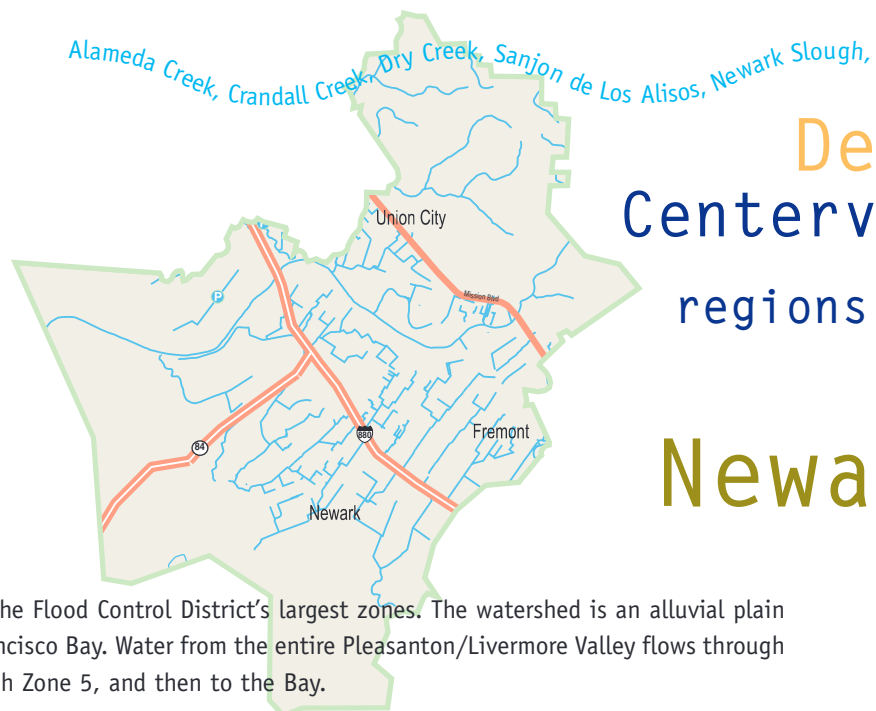 Alameda Creek, Crandall Creek, Dry Creek, Sanjon de Los Alisos, Newark Slough,
De
Centerv
regions
Newa
Union City
Mission Blvd
P
84
880
Fremont
Newark
he Flood Control District's largest zones. The watershed is an alluvial plain
ncisco Bay. Water from the entire Pleasanton/Livermore Valley flows through
h Zone 5, and then to the Bay.